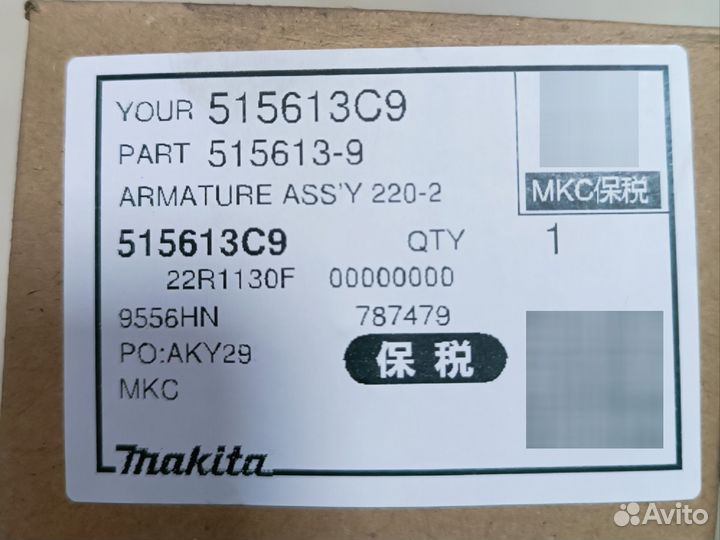 YOUR 515613C9
PART 515613-9
ARMATURE ASS'Y 220-2
MKC保税
515613C9 QTY 1
22R1130F 00000000
9556HN 787479
PO:AKY29 保税
MKC
makita
Avito